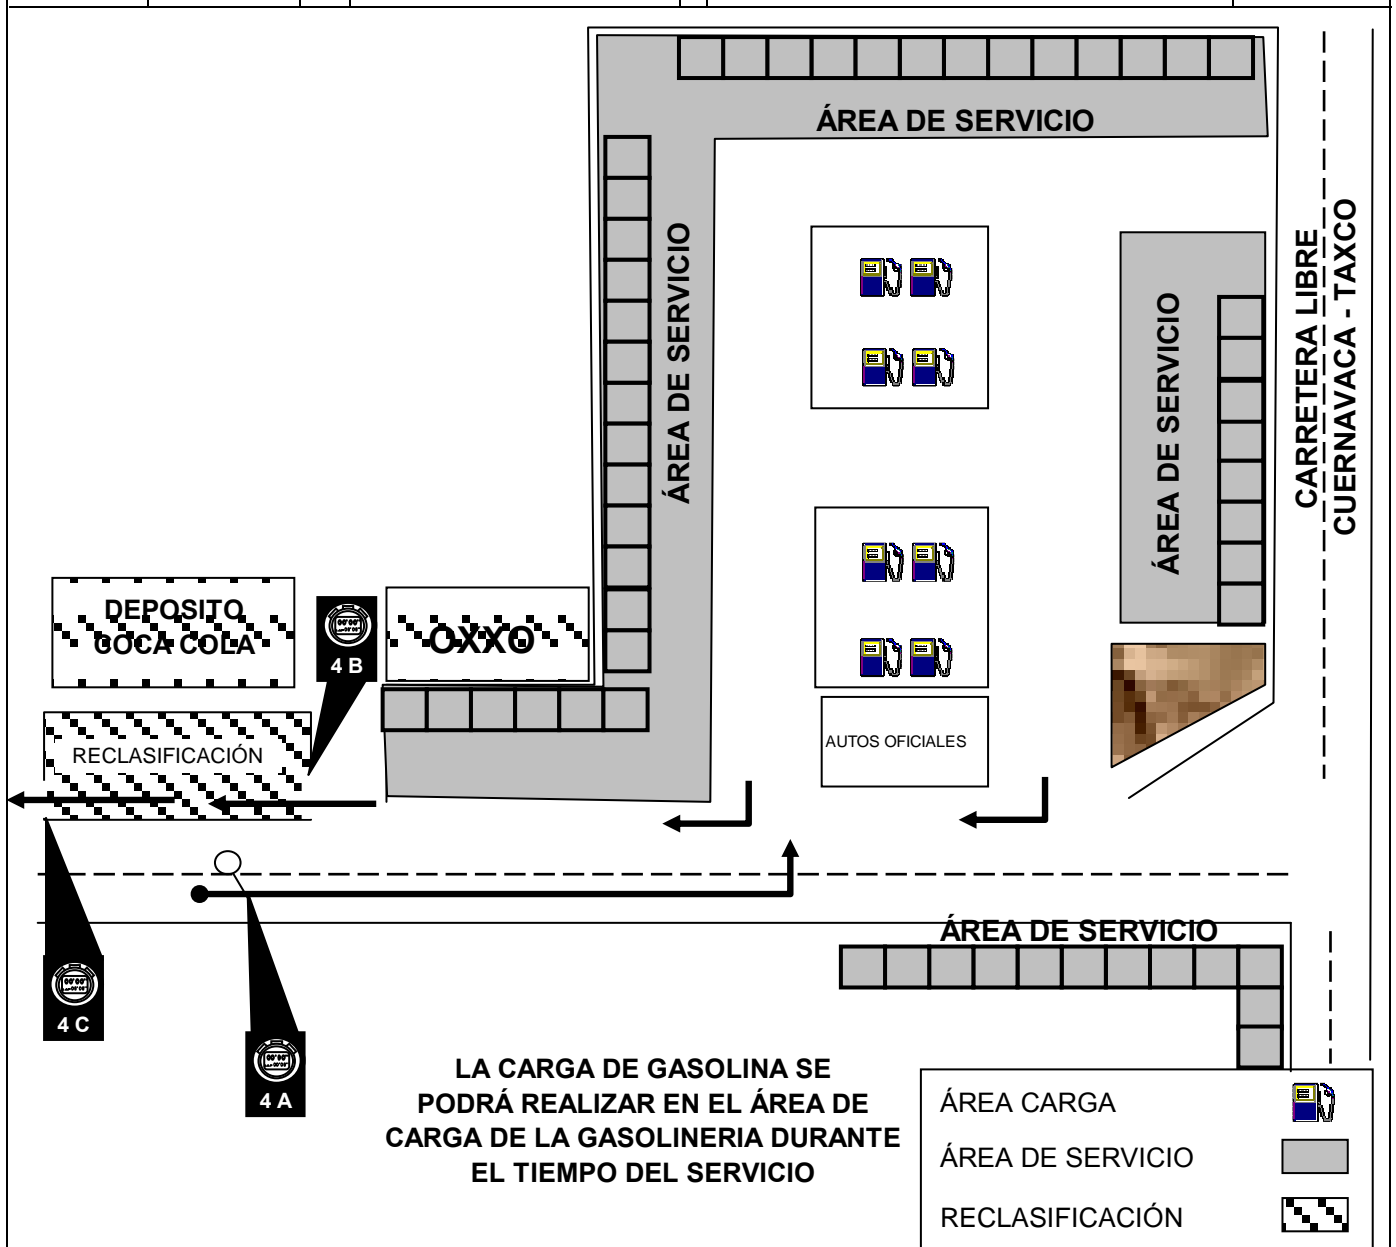 ÁREA DE SERVICIO
ÁREA DE SERVICIO
ÁREA DE SERVICIO
CARRETERA LIBRE
CUERNAVACA - TAXCO
DEPOSITO
COCA COLA
4 B
OXXO
RECLASIFICACIÓN
AUTOS OFICIALES
ÁREA DE SERVICIO
4 C
4 A
LA CARGA DE GASOLINA SE
PODRÁ REALIZAR EN EL ÁREA DE
CARGA DE LA GASOLINERIA DURANTE
EL TIEMPO DEL SERVICIO
ÁREA CARGA
ÁREA DE SERVICIO
RECLASIFICACIÓN